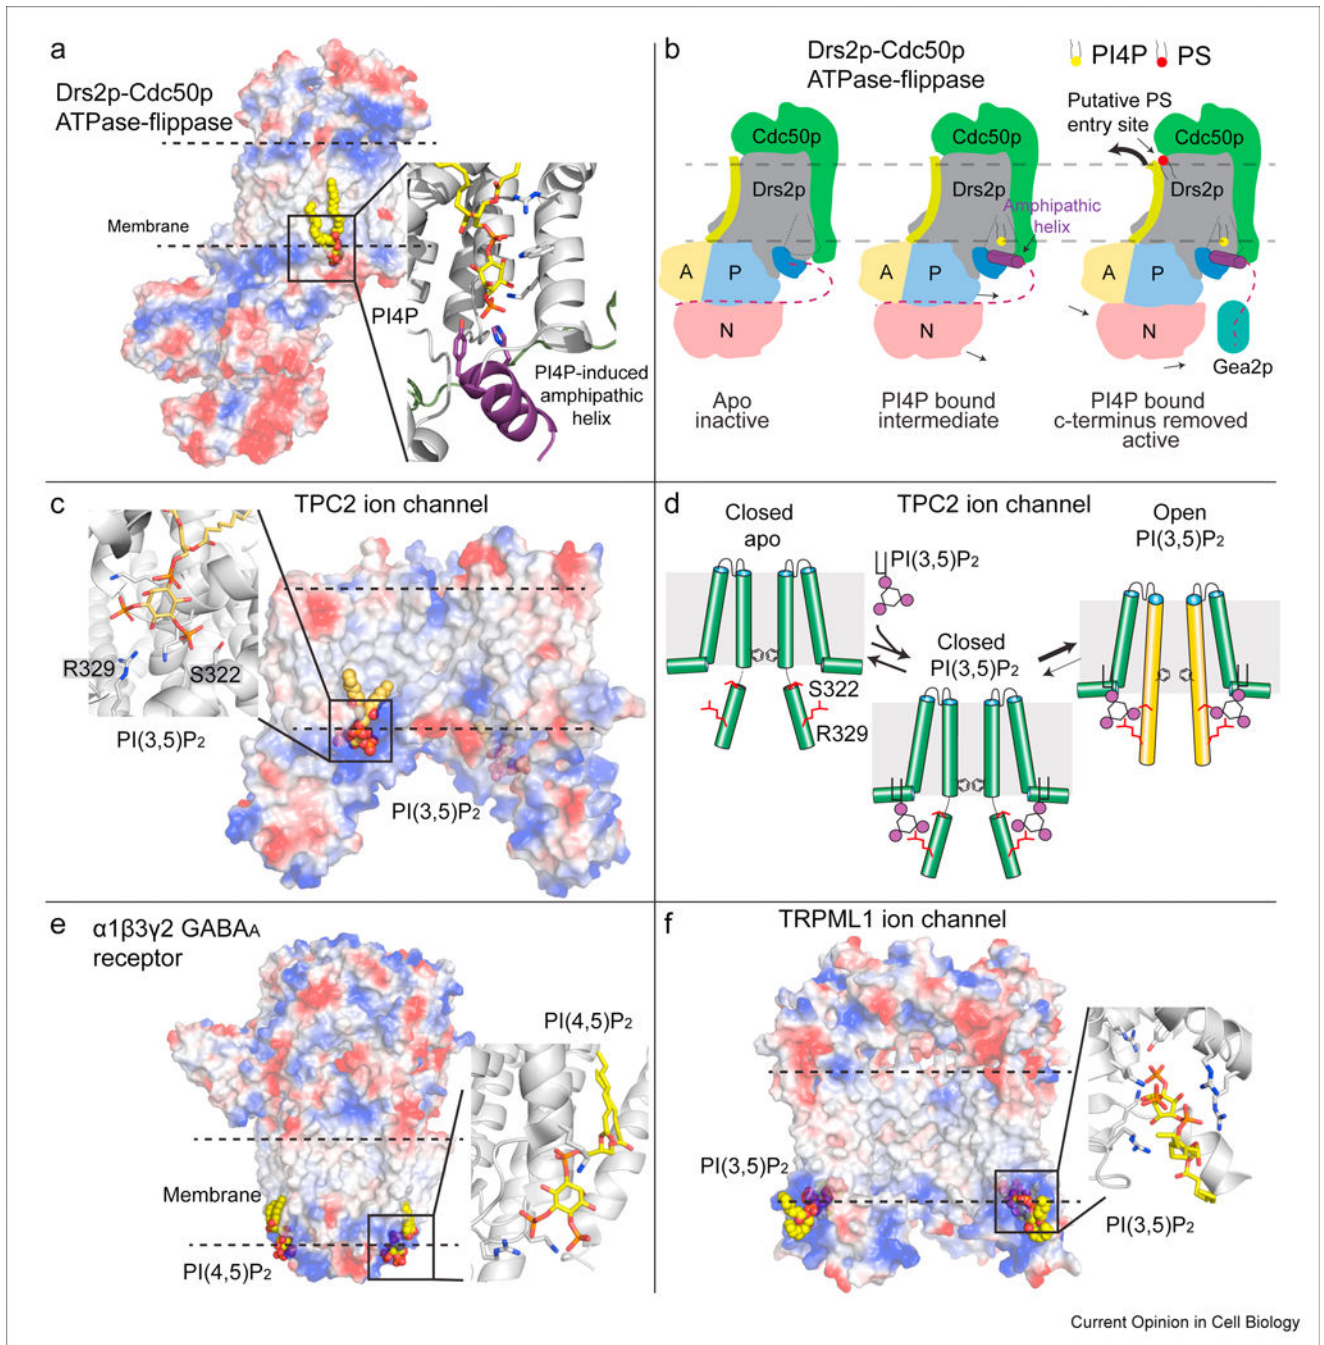 a
Drs2p-Cdc50p
ATPase-flippase
Membrane
PI4P
PI4P-induced
amphipathic
helix
b
Drs2p-Cdc50p
ATPase-flippase
PI4P
PS
Putative PS
entry site
Cdc50p
Drs2p
A
P
N
Cdc50p
Drs2p
Amphipathic
helix
A
P
N
Cdc50p
Drs2p
A
P
N
Gea2p
Apo
inactive
PI4P bound
intermediate
PI4P bound
c-terminus removed
active
c
TPC2 ion channel
R329
S322
PI(3,5)P2
PI(3,5)P2
d
TPC2 ion channel
Closed
apo
PI(3,5)P2
Open
PI(3,5)P2
Closed
PI(3,5)P2
S322
R329
e
α1β3γ2 GABAA
receptor
PI(4,5)P2
Membrane
PI(4,5)P2
f
TRPML1 ion channel
PI(3,5)P2
PI(3,5)P2
Current Opinion in Cell Biology